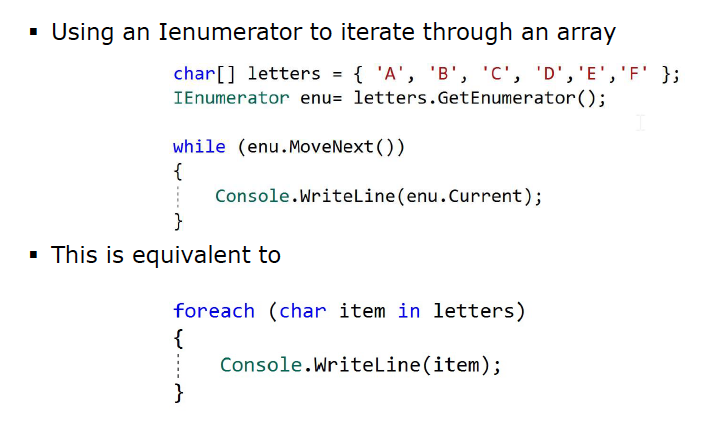 ▪ Using an Ienumerator to iterate through an array
char[] letters = { 'A', 'B', 'C', 'D','E','F' };
IEnumerator enu= letters.GetEnumerator();
while (enu.MoveNext())
{
Console.WriteLine(enu.Current);
}
▪ This is equivalent to
foreach (char item in letters)
{
Console.WriteLine(item);
}